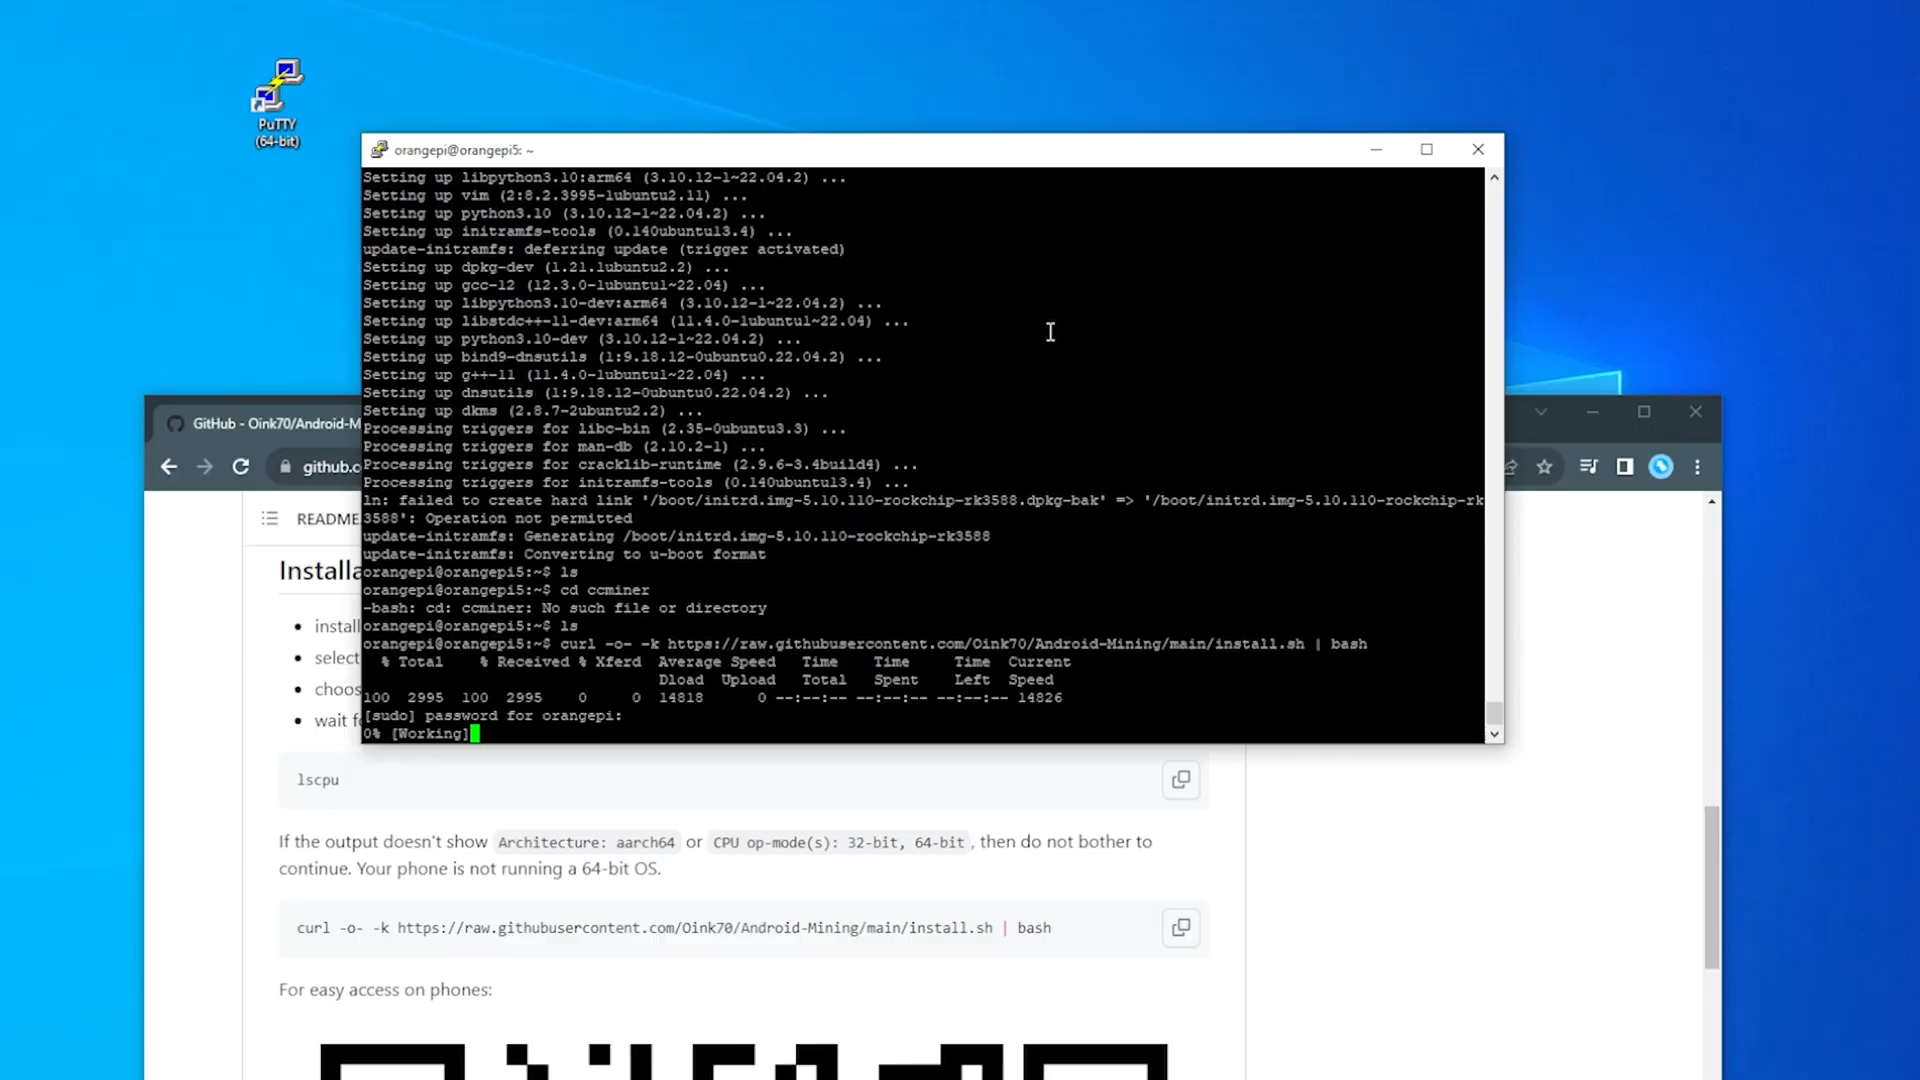 PuTTY
(64-bit)
orangepi@orangepi5: ~
Setting up libpython3.10:arm64 (3.10.12-1~22.04.2) ...
Setting up vim (2:8.2.3995-1ubuntu2.11) ...
Setting up python3.10 (3.10.12-1~22.04.2) ...
Setting up initramfs-tools (0.140ubuntu13.4) ...
update-initramfs: deferring update (trigger activated)
Setting up dpkg-dev (1.21.1ubuntu2.2) ...
Setting up gcc-12 (12.3.0-1ubuntu1~22.04) ...
Setting up libpython3.10-dev:arm64 (3.10.12-1~22.04.2) ...
Setting up libstdc++-11-dev:arm64 (11.4.0-1ubuntu1~22.04) ...
Setting up python3.10-dev (3.10.12-1~22.04.2) ...
Setting up bind9-dnsutils (1:9.18.12-0ubuntu0.22.04.2) ...
Setting up g++-11 (11.4.0-1ubuntu1~22.04) ...
Setting up dnsutils (1:9.18.12-0ubuntu0.22.04.2) ...
Setting up dkms (2.8.7-2ubuntu2.2) ...
Processing triggers for libc-bin (2.35-0ubuntu3.3) ...
Processing triggers for man-db (2.10.2-1) ...
Processing triggers for cracklib-runtime (2.9.6-3.4build4) ...
Processing triggers for initramfs-tools (0.140ubuntu13.4) ...
ln: failed to create hard link '/boot/initrd.img-5.10.110-rockchip-rk3588.dpkg-bak' => '/boot/initrd.img-5.10.110-rockchip-rk
3588': Operation not permitted
update-initramfs: Generating /boot/initrd.img-5.10.110-rockchip-rk3588
update-initramfs: Converting to u-boot format
orangepi@orangepi5:~$ ls
orangepi@orangepi5:~$ cd ccminer
-bash: cd: ccminer: No such file or directory
orangepi@orangepi5:~$ ls
orangepi@orangepi5:~$ curl -o- -k https://raw.githubusercontent.com/Oink70/Android-Mining/main/install.sh | bash
% Total % Received % Xferd Average Speed Time Time Time Current
Dload Upload Total Spent Left Speed
100 2995 100 2995 0 0 14818 0 --:--:-- --:--:-- --:--:-- 14826
[sudo] password for orangepi:
0% [Working]
GitHub - Oink70/Android-M
github.c
README
Installa
install
select
choos
wait fo
lscpu
If the output doesn't show Architecture: aarch64 or CPU op-mode(s): 32-bit, 64-bit, then do not bother to
continue. Your phone is not running a 64-bit OS.
curl -o- -k https://raw.githubusercontent.com/Oink70/Android-Mining/main/install.sh | bash
For easy access on phones: